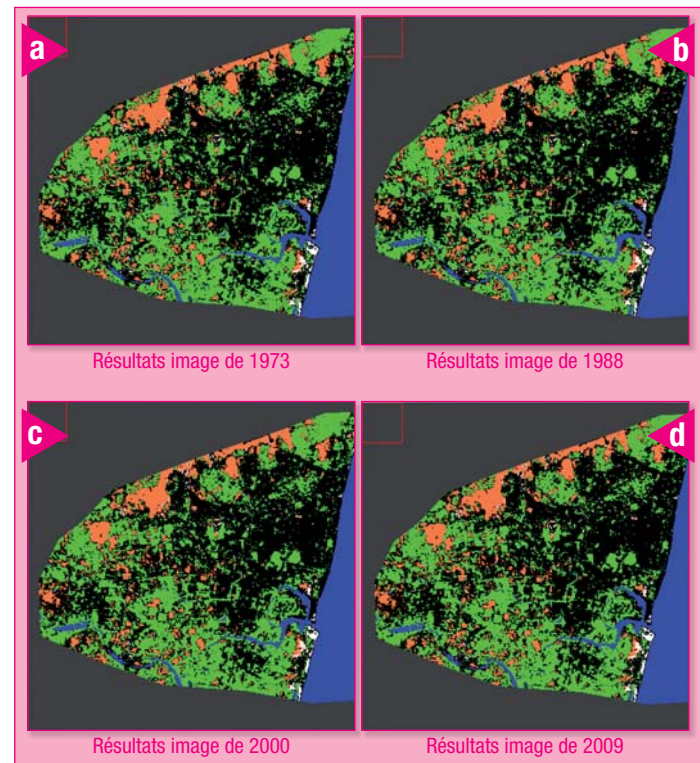 a
b
Résultats image de 1973
Résultats image de 1988
c
d
Résultats image de 2000
Résultats image de 2009